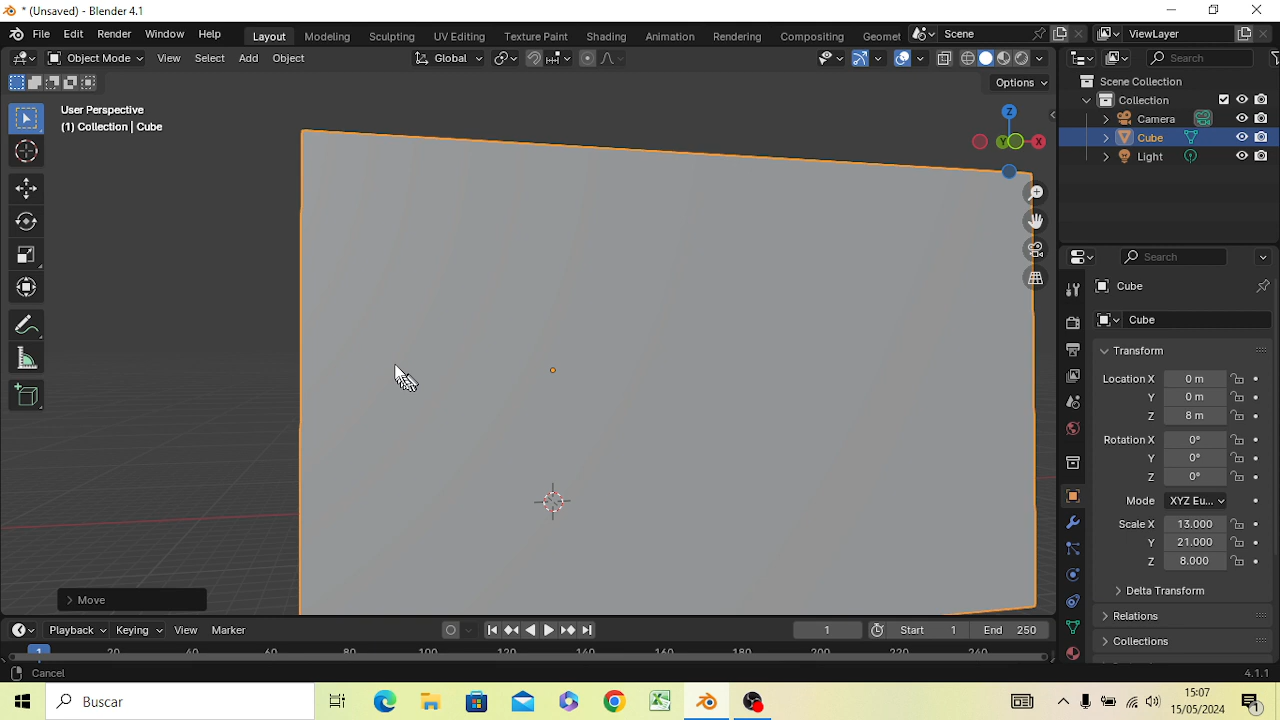 * (Unsaved) - Blender 4.1
File Edit Render Window Help Layout Modeling Sculpting UV Editing Texture Paint Shading Animation Rendering Compositing Geomet Scene ViewLayer
Object Mode View Select Add Object Global Search
Options
User Perspective
(1) Collection | Cube
Z
Y
X
Scene Collection
Collection
Camera
Cube
Light
Search
Cube
Cube
Transform
Location X 0 m
Y 0 m
Z 8 m
Rotation X 0°
Y 0°
Z 0°
Mode XYZ Eu...
Scale X 13.000
Y 21.000
Z 8.000
Delta Transform
Relations
Collections
Move
Playback Keying View Marker 1 Start 1 End 250
1 20 40 60 80 100 120 140 160 180 200 220 240
Cancel 4.1.1
Buscar
15:07
15/05/2024
1